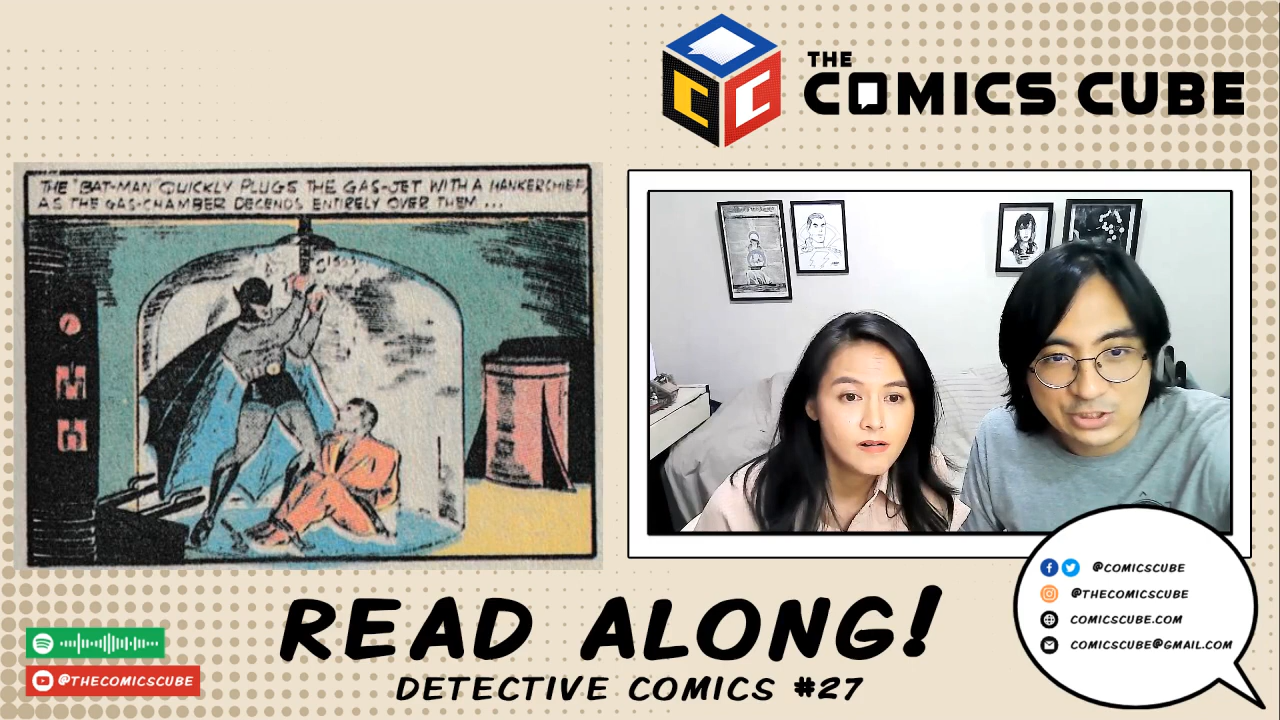 THE
COMICS CUBE
THE "BAT-MAN" QUICKLY PLUGS THE GAS-JET WITH A HANKERCHIEF
AS THE GAS-CHAMBER DECENDS ENTIRELY OVER THEM ...
@COMICSCUBE
@THECOMICSCUBE
COMICSCUBE.COM
COMICSCUBE@GMAIL.COM
READ ALONG!
DETECTIVE COMICS #27
@THECOMICSCUBE